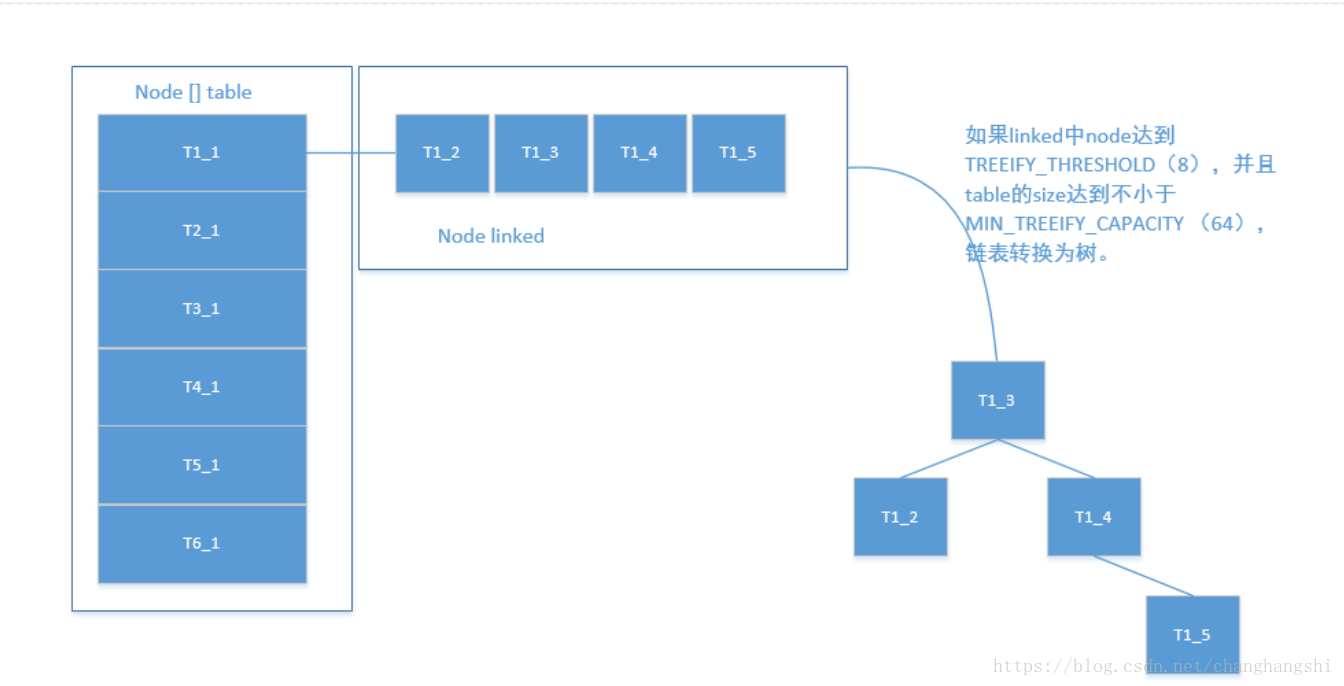 Node [] table
T1_1
T2_1
T3_1
T4_1
T5_1
T6_1
T1_2 T1_3 T1_4 T1_5
Node linked
如果linked中node达到
TREEIFY_THRESHOLD（8），并且
table的size达到不小于
MIN_TREEIFY_CAPACITY （64），
链表转换为树。
T1_3
T1_2 T1_4
T1_5
https://blog.csdn.net/changhangshi